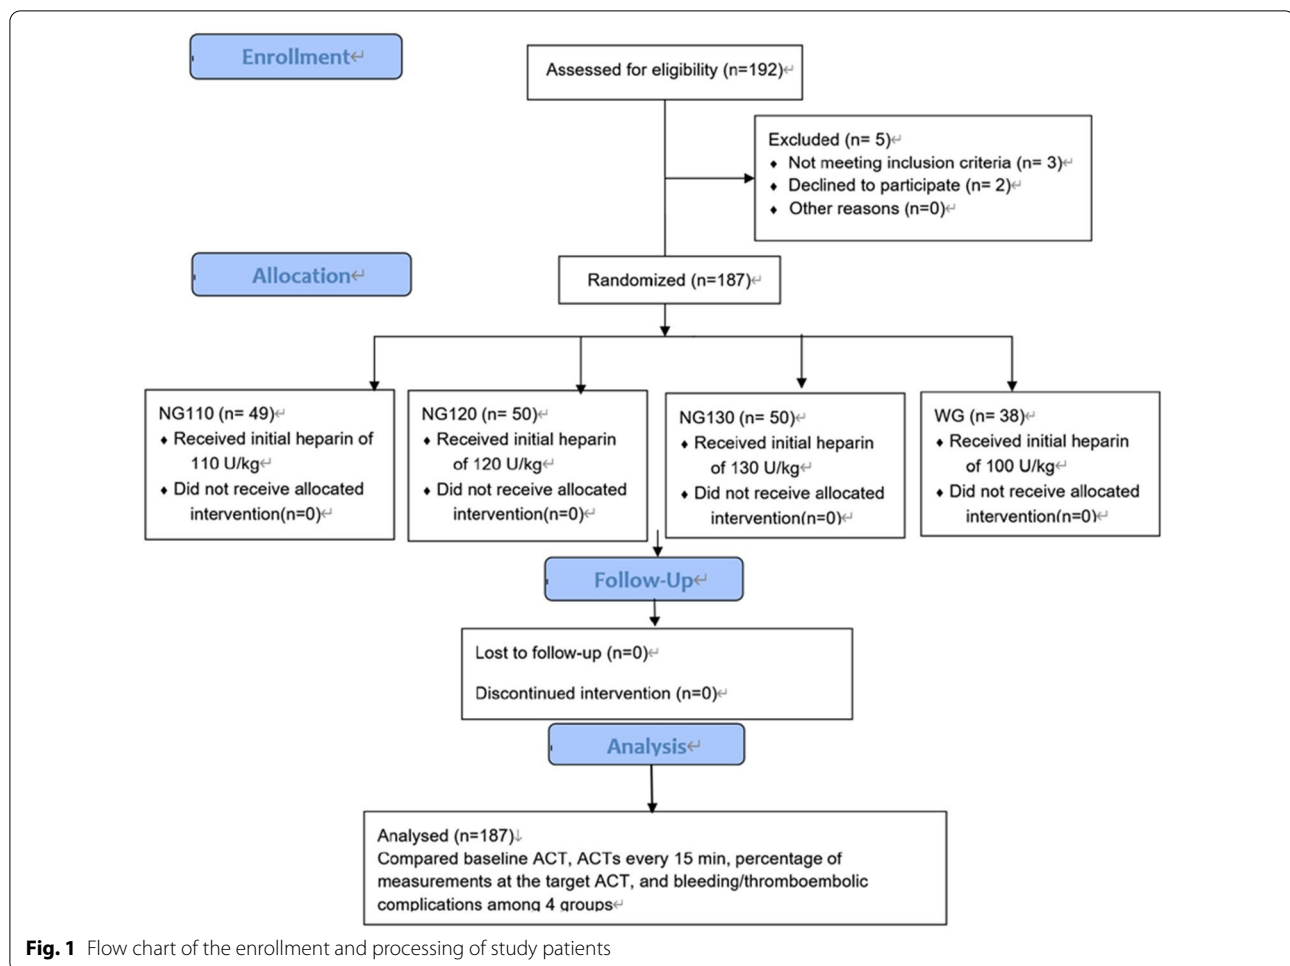 Enrollment↵
Assessed for eligibility (n=192)↵
Excluded (n= 5)↵
♦ Not meeting inclusion criteria (n= 3)↵
♦ Declined to participate (n= 2)↵
♦ Other reasons (n=0)↵
Allocation↵
Randomized (n=187)↵
NG110 (n= 49)↵
♦ Received initial heparin of
110 U/kg↵
♦ Did not receive allocated
intervention(n=0)↵
NG120 (n= 50)↵
♦ Received initial heparin
of 120 U/kg↵
♦ Did not receive allocated
intervention(n=0)↵
NG130 (n= 50)↵
♦ Received initial heparin
of 130 U/kg↵
♦ Did not receive allocated
intervention(n=0)↵
WG (n= 38)↵
♦ Received initial heparin
of 100 U/kg↵
♦ Did not receive allocated
intervention(n=0)↵
Follow-Up↵
Lost to follow-up (n=0)↵
Discontinued intervention (n=0)↵
Analysis↵
Analysed (n=187)↓
Compared baseline ACT, ACTs every 15 min, percentage of
measurements at the target ACT, and bleeding/thromboembolic
complications among 4 groups↵
Fig. 1 Flow chart of the enrollment and processing of study patients